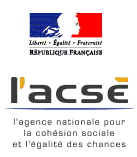 Liberté • Égalité • Fraternité
RÉPUBLIQUE FRANÇAISE
l'acsé
l'agence nationale pour
la cohésion sociale
et l'égalité des chances